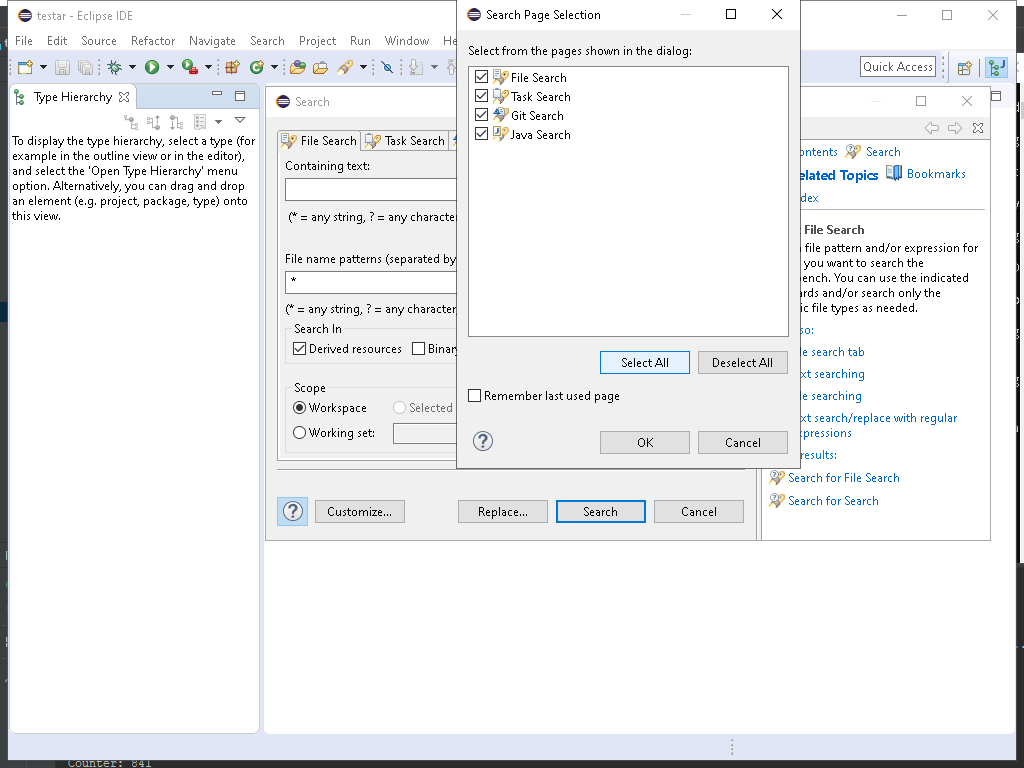 testar - Eclipse IDE
File Edit Source Refactor Navigate Search Project Run Window He
Quick Access
Type Hierarchy
To display the type hierarchy, select a type (for
example in the outline view or in the editor),
and select the 'Open Type Hierarchy' menu
option. Alternatively, you can drag and drop
an element (e.g. project, package, type) onto
this view.
Search
File Search
Task Search
Containing text:
(* = any string, ? = any character
File name patterns (separated by
*
(* = any string, ? = any character
Search In
Derived resources
Binary
Scope
Workspace
Selected
Working set:
?
Customize...
Replace...
Search
Cancel
Search Page Selection
Select from the pages shown in the dialog:
File Search
Task Search
Git Search
Java Search
Select All
Deselect All
Remember last used page
?
OK
Cancel
ontents
Search
elated Topics
Bookmarks
dex
File Search
file pattern and/or expression for
you want to search the
ench. You can use the indicated
rds and/or search only the
ic file types as needed.
so:
le search tab
xt searching
le searching
xt search/replace with regular
xpressions
results:
Search for File Search
Search for Search
Counter: 841